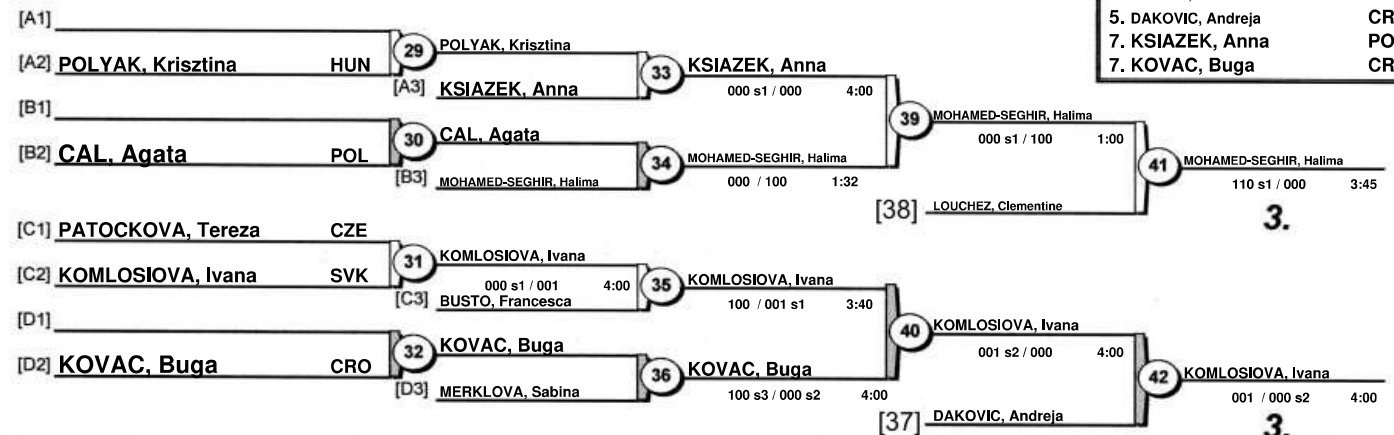 5. DAKOVIC, Andreja CR
7. KSIAZEK, Anna PO
7. KOVAC, Buga CR
[A1]
[A2] POLYAK, Krisztina HUN
29
POLYAK, Krisztina
[A3] KSIAZEK, Anna
33
KSIAZEK, Anna
000 s1 / 000 4:00
[B1]
[B2] CAL, Agata POL
30
CAL, Agata
[B3] MOHAMED-SEGHIR, Halima
34
MOHAMED-SEGHIR, Halima
000 / 100 1:32
39
MOHAMED-SEGHIR, Halima
000 s1 / 100 1:00
[38] LOUCHEZ, Clementine
41
MOHAMED-SEGHIR, Halima
110 s1 / 000 3:45
3.
[C1] PATOCKOVA, Tereza CZE
[C2] KOMLOSIOVA, Ivana SVK
31
KOMLOSIOVA, Ivana
000 s1 / 001 4:00
[C3] BUSTO, Francesca
35
KOMLOSIOVA, Ivana
100 / 001 s1 3:40
[D1]
[D2] KOVAC, Buga CRO
32
KOVAC, Buga
[D3] MERKLOVA, Sabina
36
KOVAC, Buga
100 s3 / 000 s2 4:00
40
KOMLOSIOVA, Ivana
001 s2 / 000 4:00
[37] DAKOVIC, Andreja
42
KOMLOSIOVA, Ivana
001 / 000 s2 4:00
3.